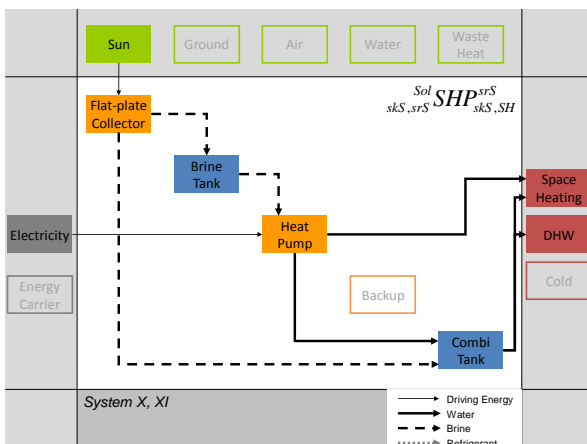 Sun
Ground
Air
Water
Waste
Heat
Flat-plate
Collector
Sol
skS,srS SHP srS
skS,SH
Brine
Tank
Space
Heating
Electricity
Heat
Pump
DHW
Energy
Carrier
Backup
Cold
Combi
Tank
System X, XI
Driving Energy
Water
Brine
Refrigerant